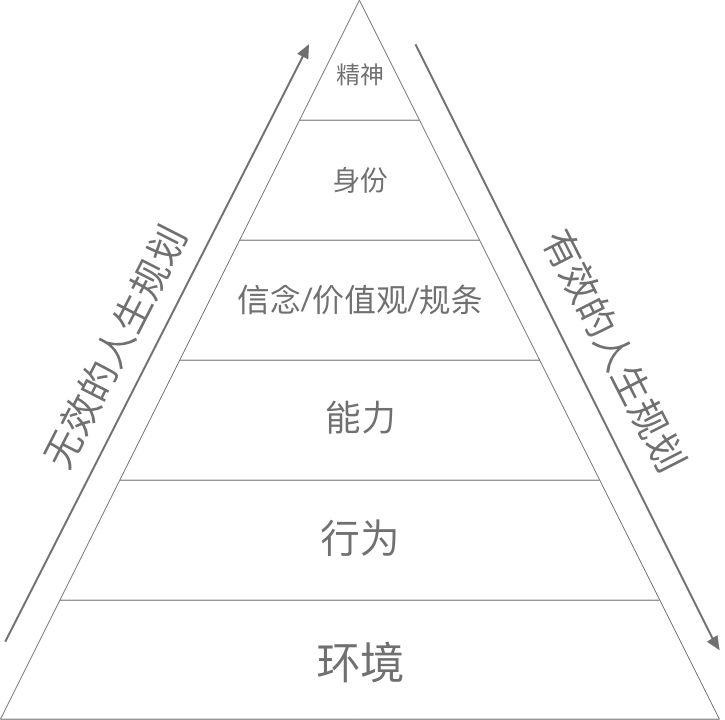 精神
身份
信念/价值观/规条
能力
行为
环境
无效的人生规划
有效的人生规划